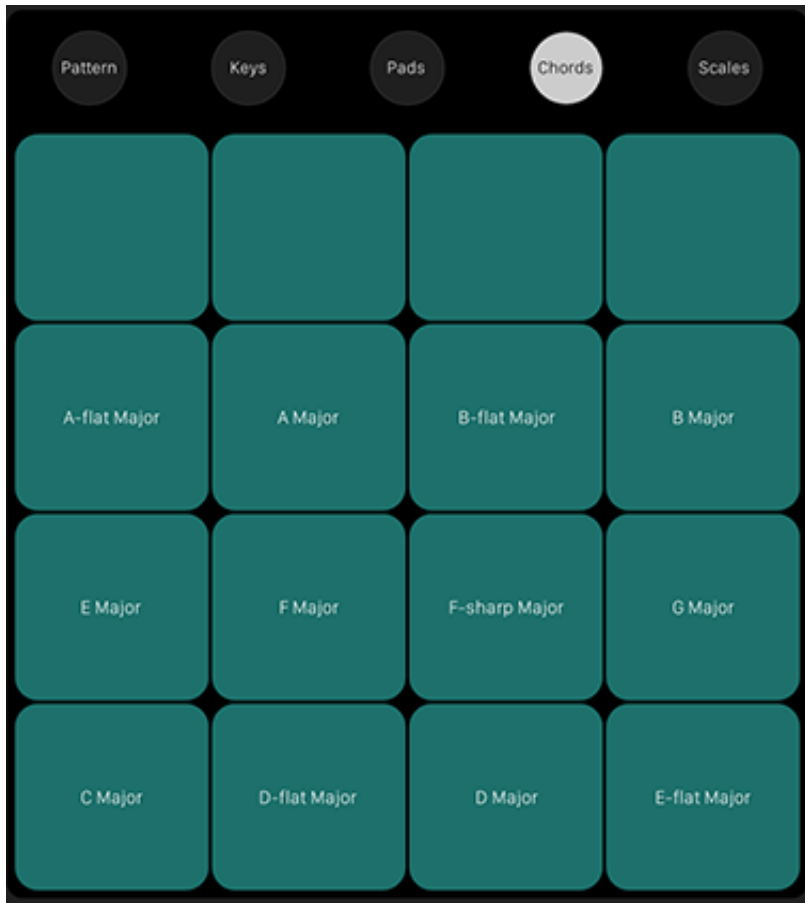 Pattern Keys Pads Chords Scales
A-flat Major A Major B-flat Major B Major
E Major F Major F-sharp Major G Major
C Major D-flat Major D Major E-flat Major